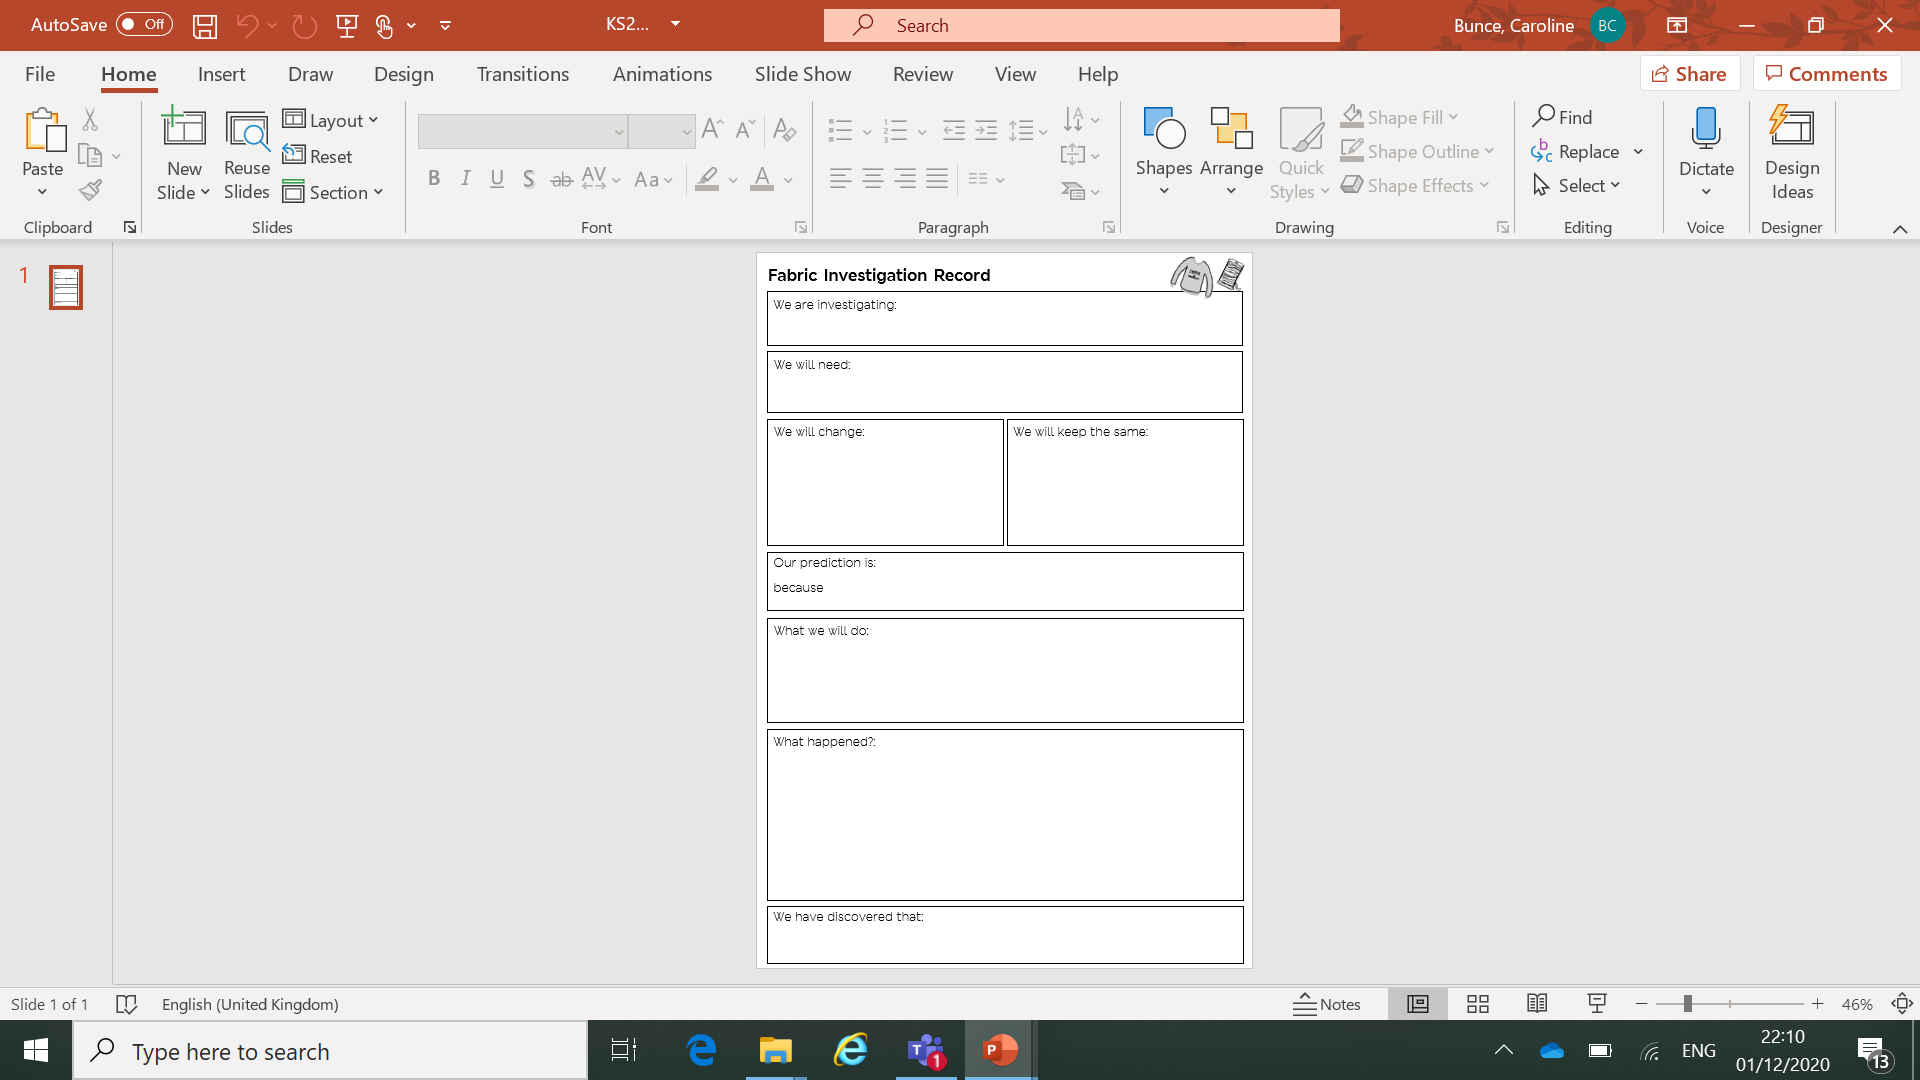 AutoSave Off KS2... Search Bunce, Caroline BC
File Home Insert Draw Design Transitions Animations Slide Show Review View Help Share Comments
Paste
New Slide
Reuse Slides
Layout
Reset
Section
B I U S ab AV Aa A
Shapes
Arrange
Quick Styles
Shape Fill
Shape Outline
Shape Effects
Find
Replace
Select
Dictate
Design Ideas
Clipboard Slides Font Paragraph Drawing Editing Voice Designer
1
Fabric Investigation Record
We are investigating:
We will need:
We will change:
We will keep the same:
Our prediction is:
because
What we will do:
What happened?:
We have discovered that:
Slide 1 of 1 English (United Kingdom) Notes 46%
Type here to search
ENG
22:10
01/12/2020
13